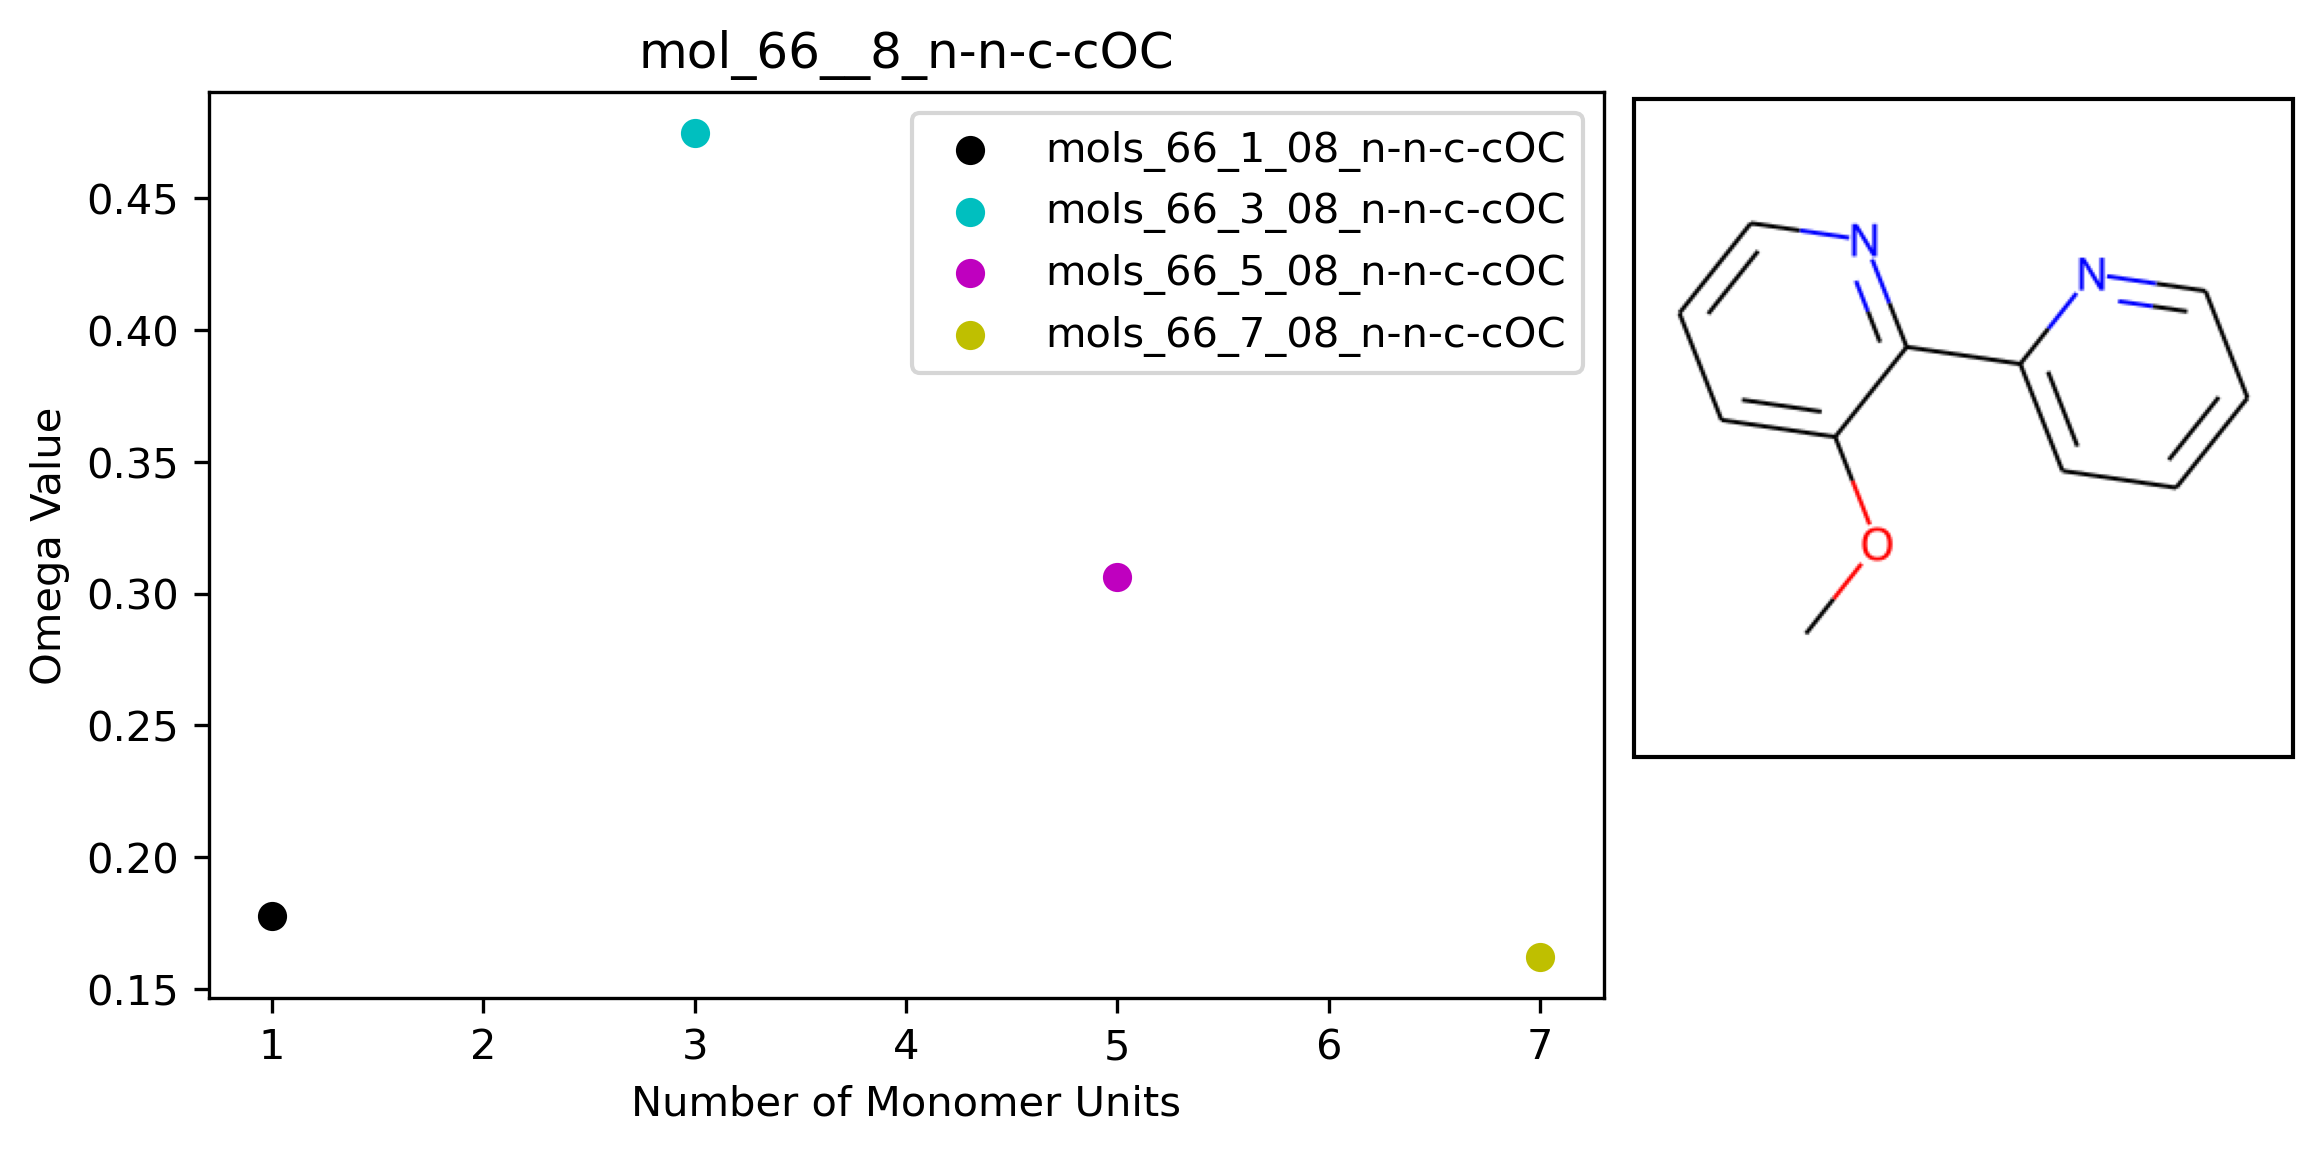 mol_66__8_n-n-c-cOC
mols_66_1_08_n-n-c-cOC
mols_66_3_08_n-n-c-cOC
mols_66_5_08_n-n-c-cOC
mols_66_7_08_n-n-c-cOC
Omega Value
0.45
0.40
0.35
0.30
0.25
0.20
0.15
1 2 3 4 5 6 7
Number of Monomer Units
N
N
O